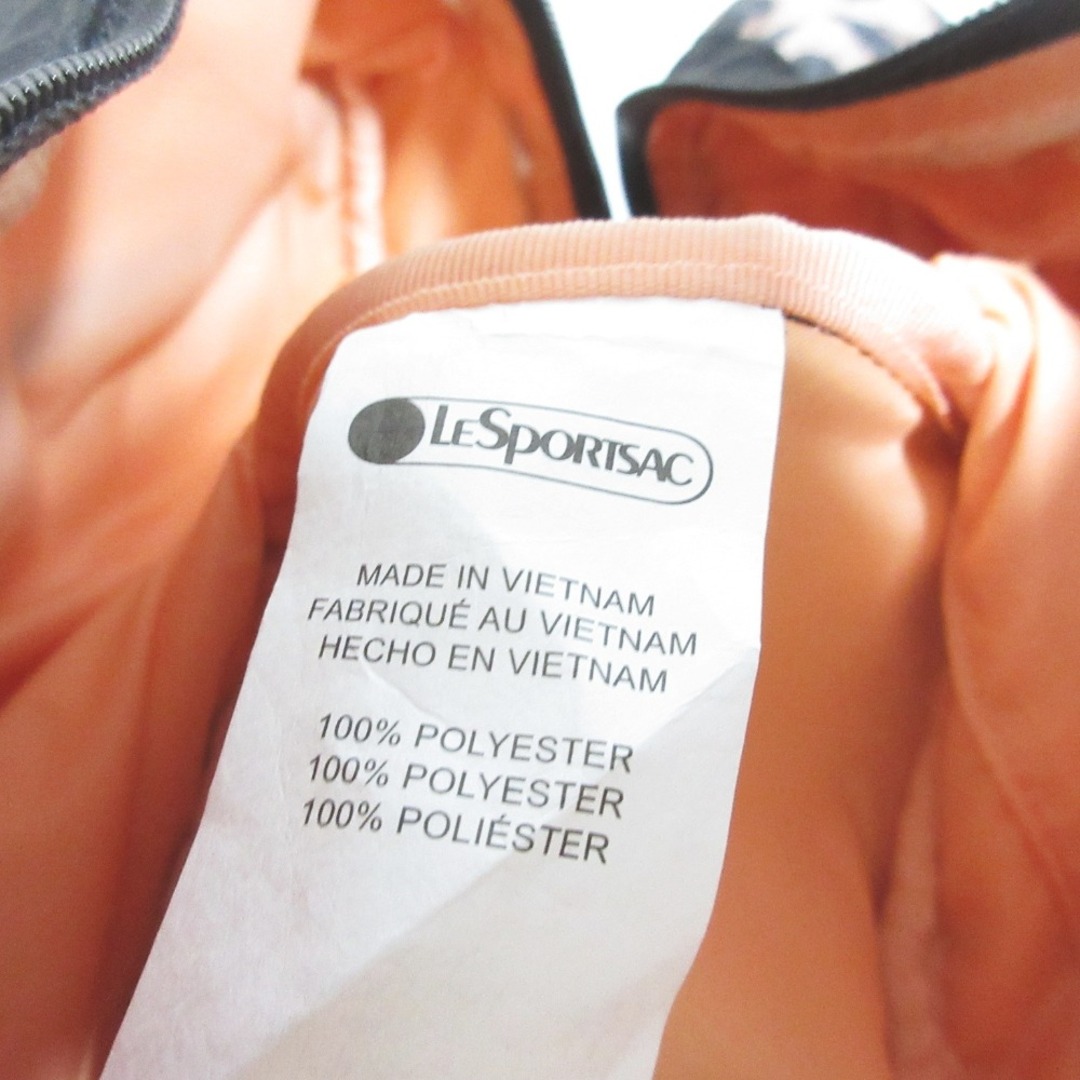 LESPORTSAC
MADE IN VIETNAM
FABRIQUÉ AU VIETNAM
HECHO EN VIETNAM
100% POLYESTER
100% POLYESTER
100% POLIÉSTER